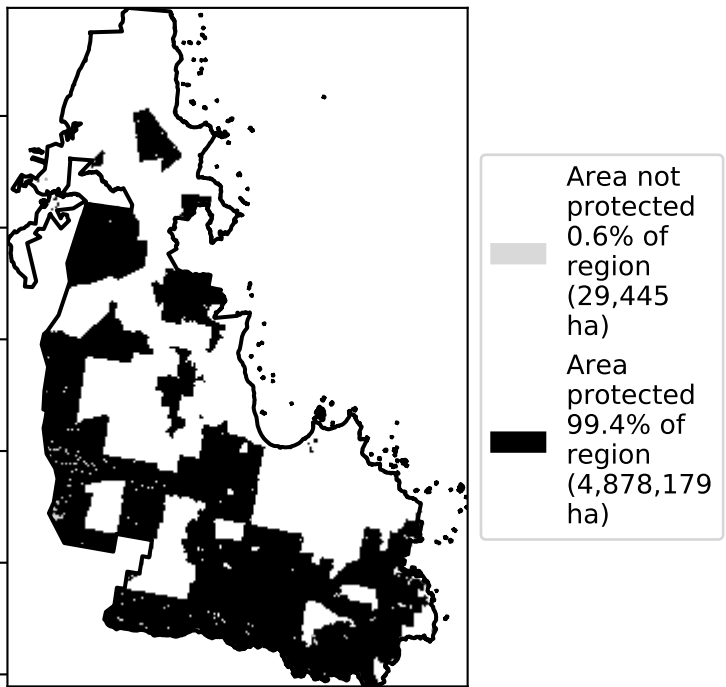 Area not
protected
0.6% of
region
(29,445
ha)
Area
protected
99.4% of
region
(4,878,179
ha)